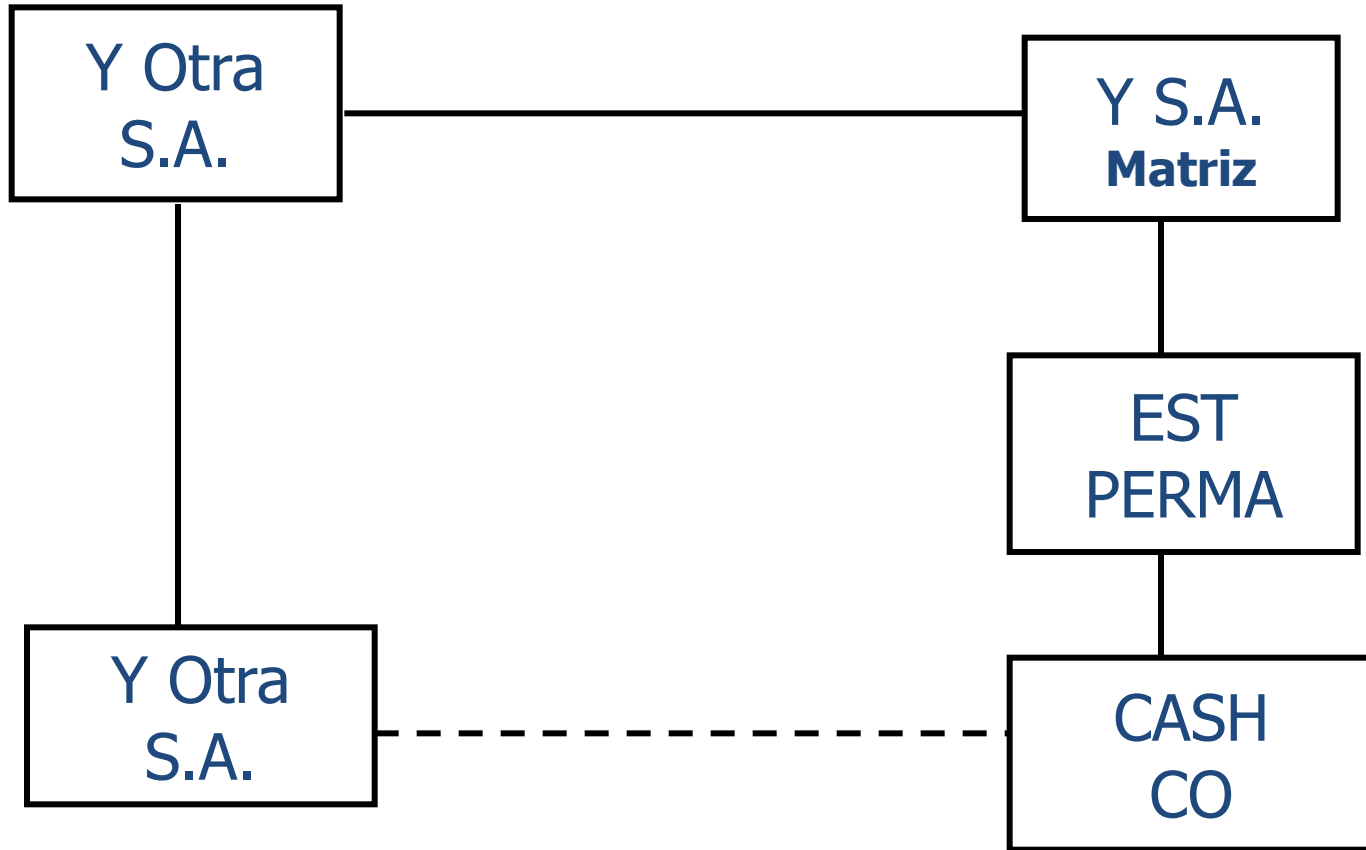 Y Otra
S.A.
Y S.A.
Matriz
EST
PERMA
Y Otra
S.A.
CASH
CO